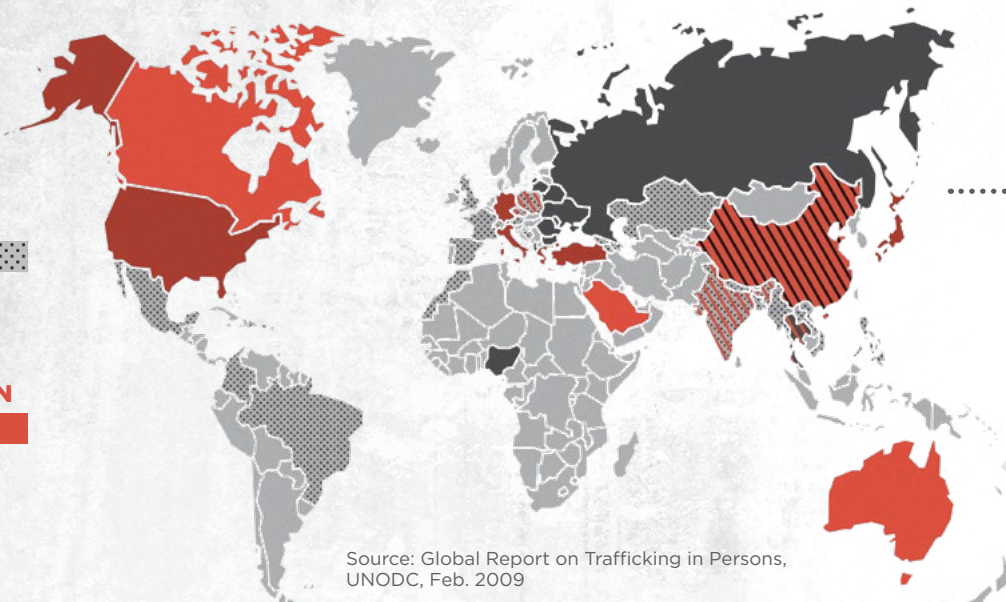 N
Source: Global Report on Trafficking in Persons,
UNODC, Feb. 2009